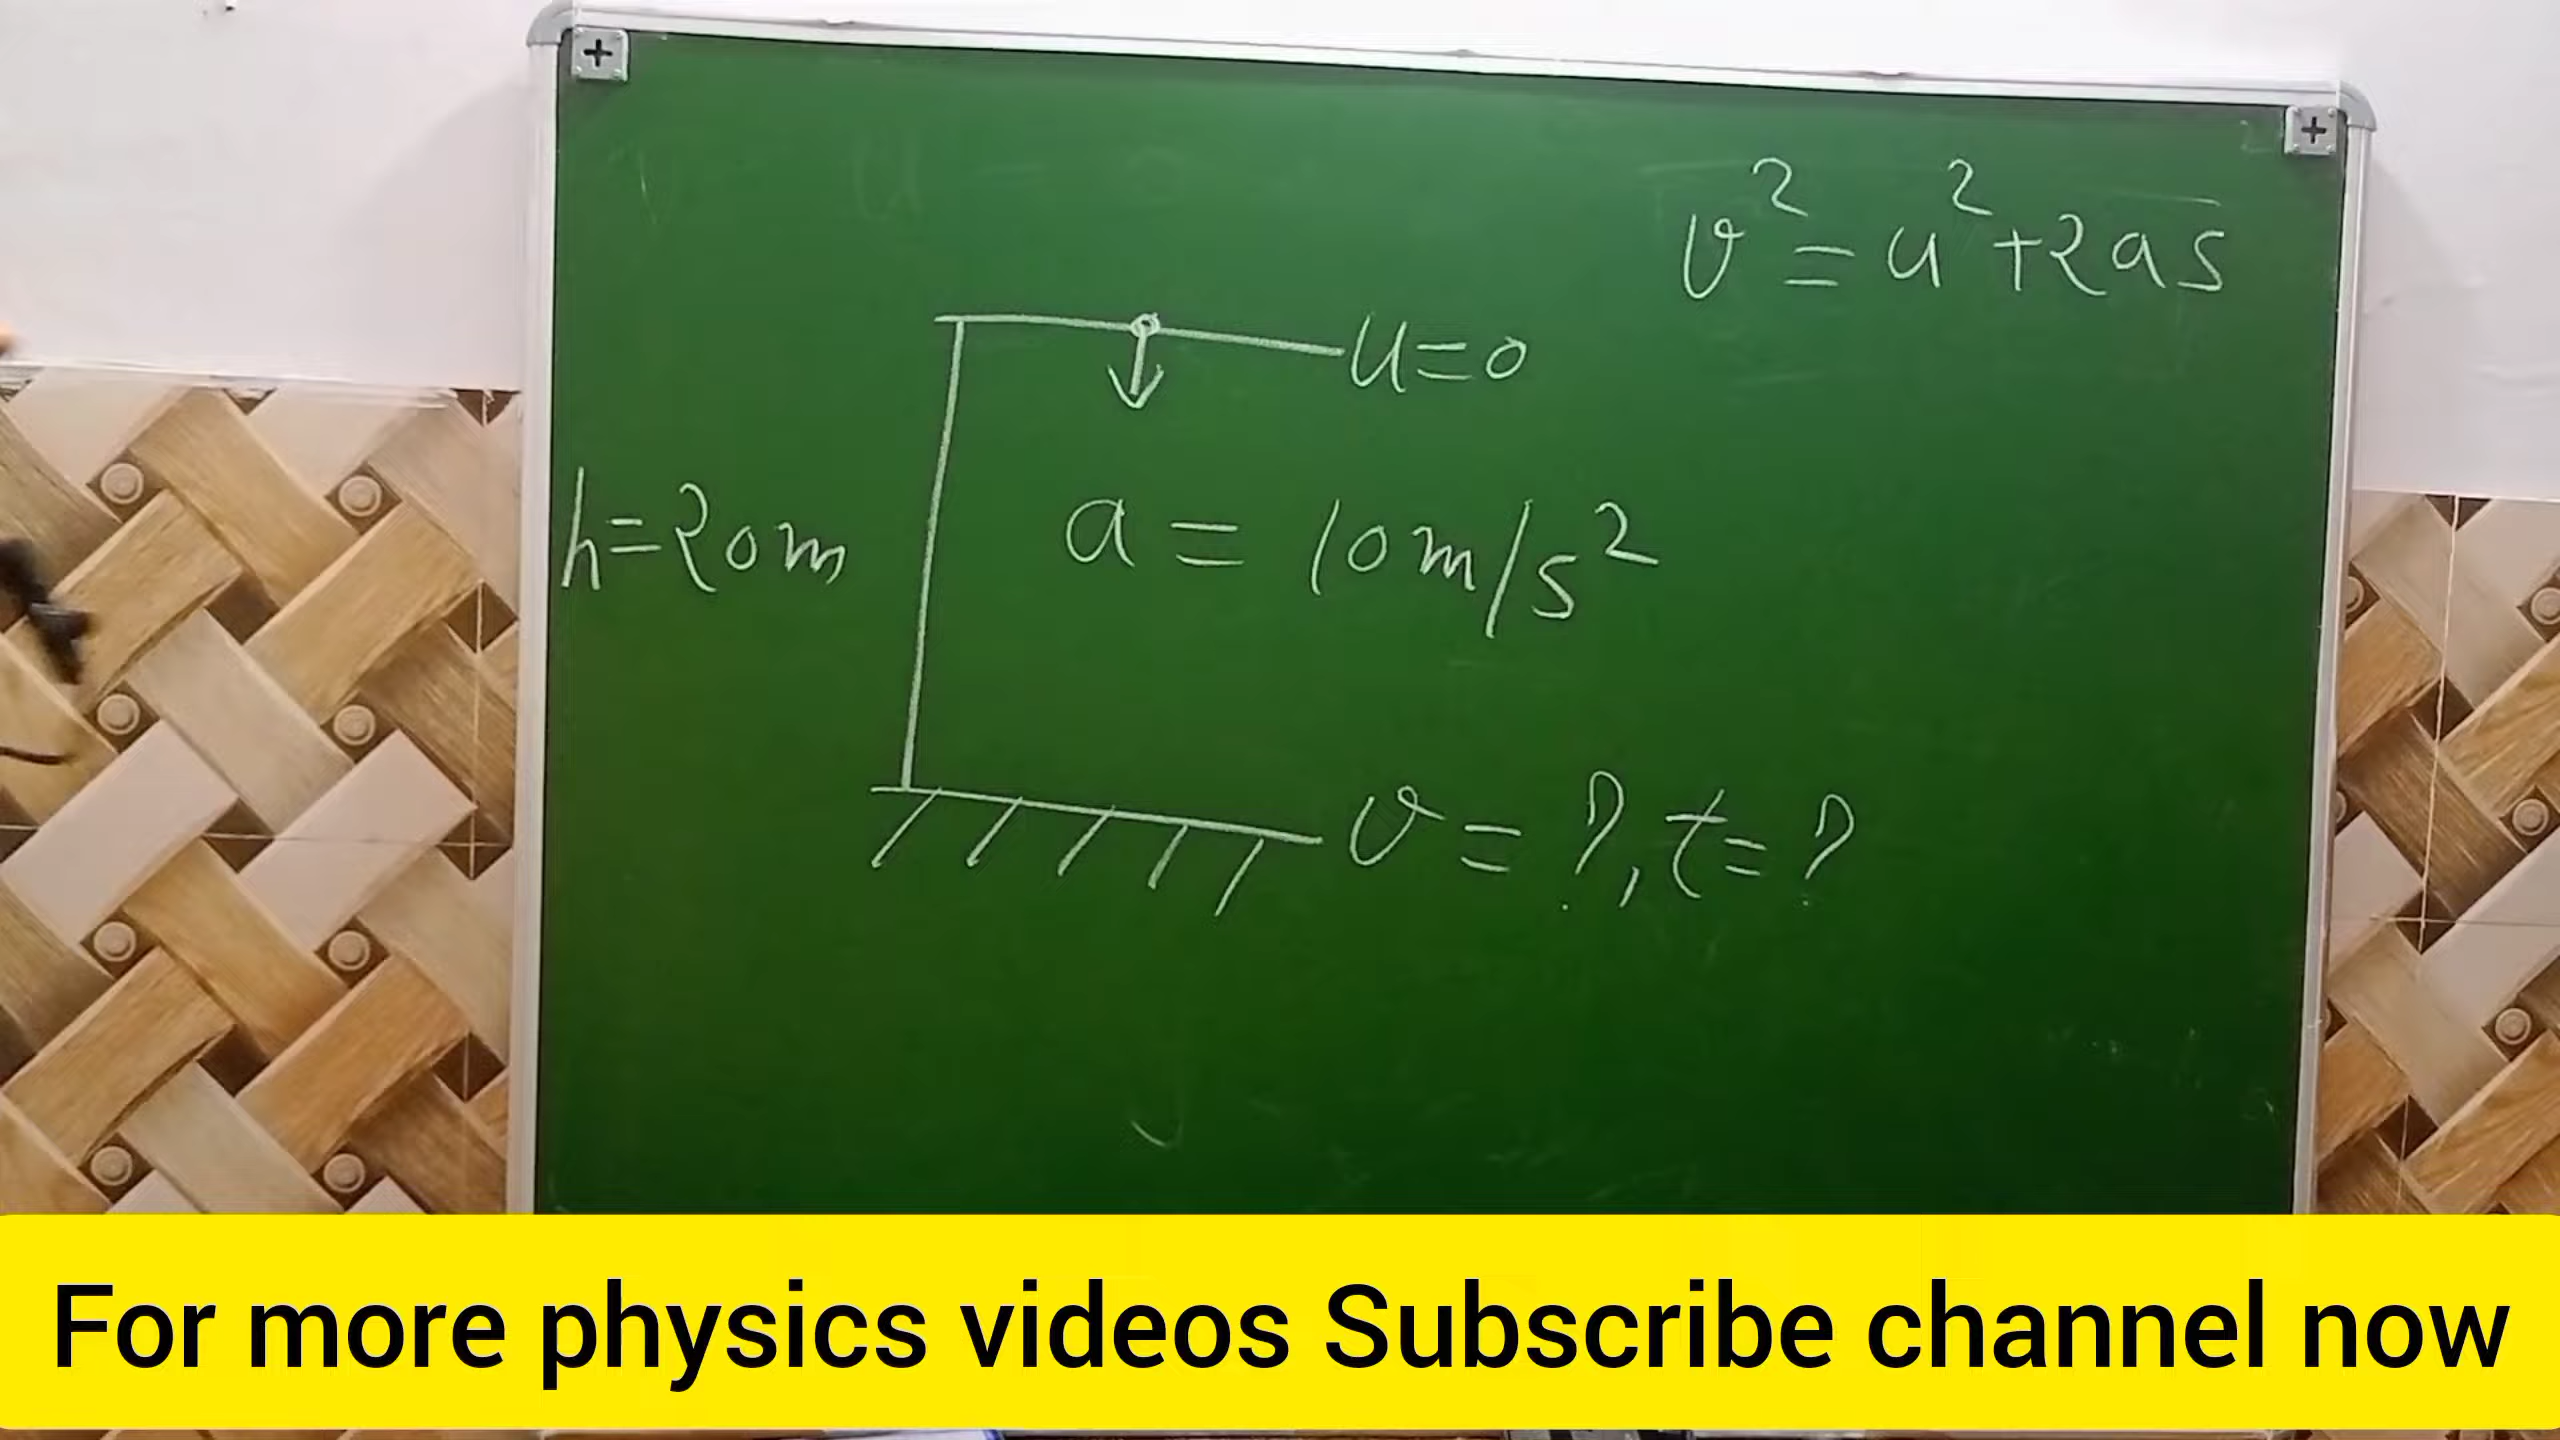 v² = u² + 2as
u=0
h=20m
a = 10m/s²
v = ?, t= ?
For more physics videos Subscribe channel now